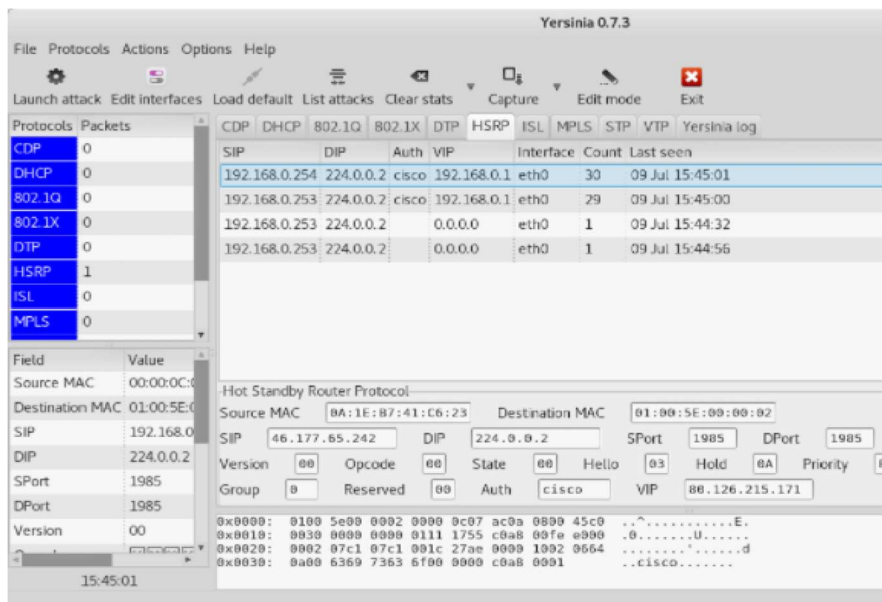 Yersinia 0.7.3
File Protocols Actions Options Help
Launch attack Edit interfaces Load default List attacks Clear stats Capture Edit mode Exit
Protocols Packets
CDP 0
DHCP 0
802.1Q 0
802.1X 0
DTP 0
HSRP 1
ISL 0
MPLS 0
CDP DHCP 802.1Q 802.1X DTP HSRP ISL MPLS STP VTP Yersinia log
SIP DIP Auth VIP Interface Count Last seen
192.168.0.254 224.0.0.2 cisco 192.168.0.1 eth0 30 09 Jul 15:45:01
192.168.0.253 224.0.0.2 cisco 192.168.0.1 eth0 29 09 Jul 15:45:00
192.168.0.253 224.0.0.2 0.0.0.0 eth0 1 09 Jul 15:44:32
192.168.0.253 224.0.0.2 0.0.0.0 eth0 1 09 Jul 15:44:56
Field Value
Source MAC 00:00:0C:
Destination MAC 01:00:5E:
SIP 192.168.0
DIP 224.0.0.2
SPort 1985
DPort 1985
Version 00
15:45:01
Hot Standby Router Protocol
Source MAC 0A:1E:87:41:C6:23 Destination MAC 01:00:5E:00:00:02
SIP 46.177.65.242 DIP 224.0.0.2 SPort 1985 DPort 1985
Version 00 Opcode 00 State 00 Hello 03 Hold 0A Priority
Group 0 Reserved 00 Auth cisco VIP 80.126.215.171
0x0000: 0100 5e00 0002 0000 0c07 ac0a 0800 45c0 ..^...........E.
0x0010: 0030 0000 0000 0111 1755 c0a8 00fe e000 .0.......U......
0x0020: 0002 07c1 07c1 001c 27ae 0000 1002 0664 ........'......d
0x0030: 0a00 6369 7363 6f00 0000 c0a8 0001 ..cisco.......